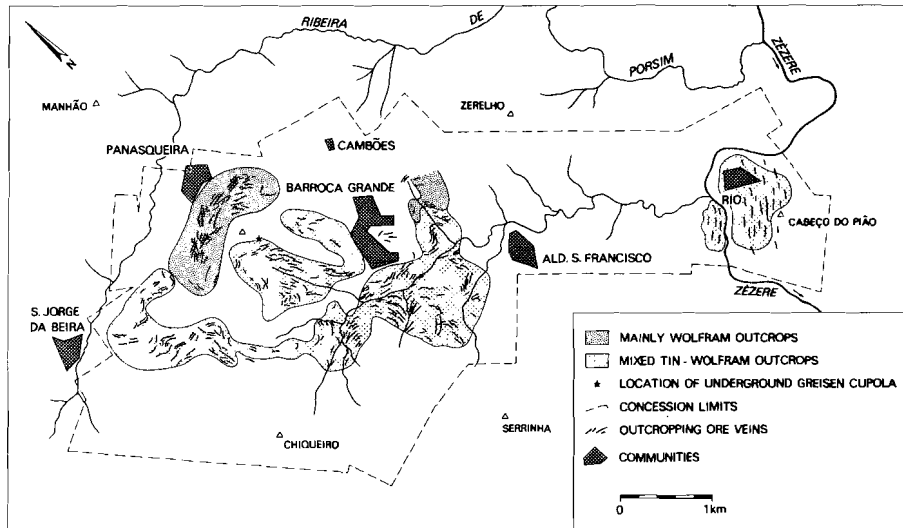 RIBEIRA
DE
PORSIM
ZÊZERE
N
MANHÃO
ZERELHO
PANASQUEIRA
CAMBÕES
BARROCA GRANDE
RIO
CABEÇO DO PIÃO
ALD. S. FRANCISCO
ZÊZERE
S. JORGE
DA BEIRA
SERRINHA
CHIQUEIRO
MAINLY WOLFRAM OUTCROPS
MIXED TIN-WOLFRAM OUTCROPS
LOCATION OF UNDERGROUND GREISEN CUPOLA
CONCESSION LIMITS
OUTCROPPING ORE VEINS
COMMUNITIES
0 1km